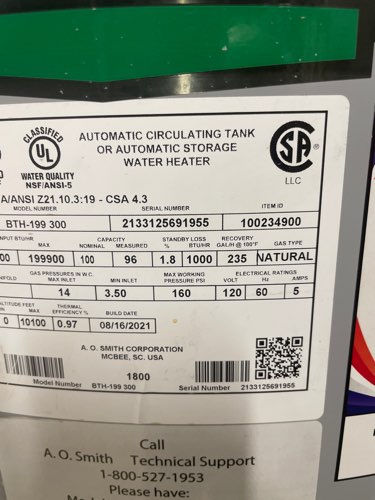 CLASSIFIED
UL
WATER QUALITY
NSF/ANSI-5
AUTOMATIC CIRCULATING TANK
OR AUTOMATIC STORAGE
WATER HEATER
SA
LLC
A/ANSI Z21.10.3:19 - CSA 4.3
MODEL NUMBER SERIAL NUMBER ITEM ID
BTH-199 300 2133125691955 100234900
INPUT BTU/HR CAPACITY STANDBY LOSS RECOVERY GAS TYPE
MAX NOMINAL MEASURED % BTU/HR GAL/H @ 100°F
00 199900 100 96 1.8 1000 235 NATURAL
NIFOLD GAS PRESSURES IN W.C. MAX WORKING ELECTRICAL RATINGS
MAX INLET MIN INLET PRESSURE PSI VOLT HZ AMPS
14 3.50 160 120 60 5
ALTITUDE FEET THERMAL BUILD DATE
MAX EFFICIENCY %
0 10100 0.97 08/16/2021
A. O. SMITH CORPORATION
MCBEE, SC. USA
1800
Model Number BTH-199 300 Serial Number 2133125691955
Call
A. O. Smith Technical Support
1-800-527-1953
Please have: